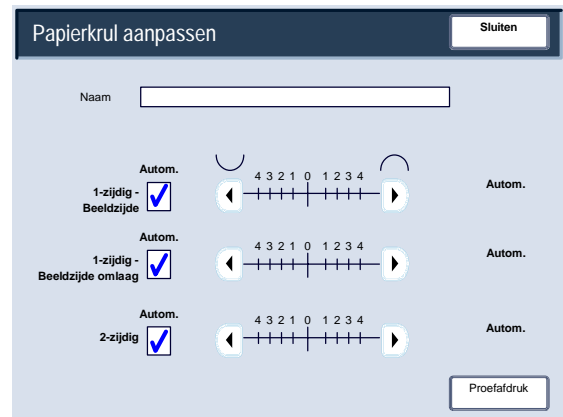 Papierkrul aanpassen
Sluiten
Naam
Autom.
4 3 2 1 0 1 2 3 4
1-zijdig -
Beeldzijde
Autom.
Autom.
4 3 2 1 0 1 2 3 4
1-zijdig -
Beeldzijde omlaag
Autom.
Autom.
4 3 2 1 0 1 2 3 4
2-zijdig
Autom.
Proefafdruk